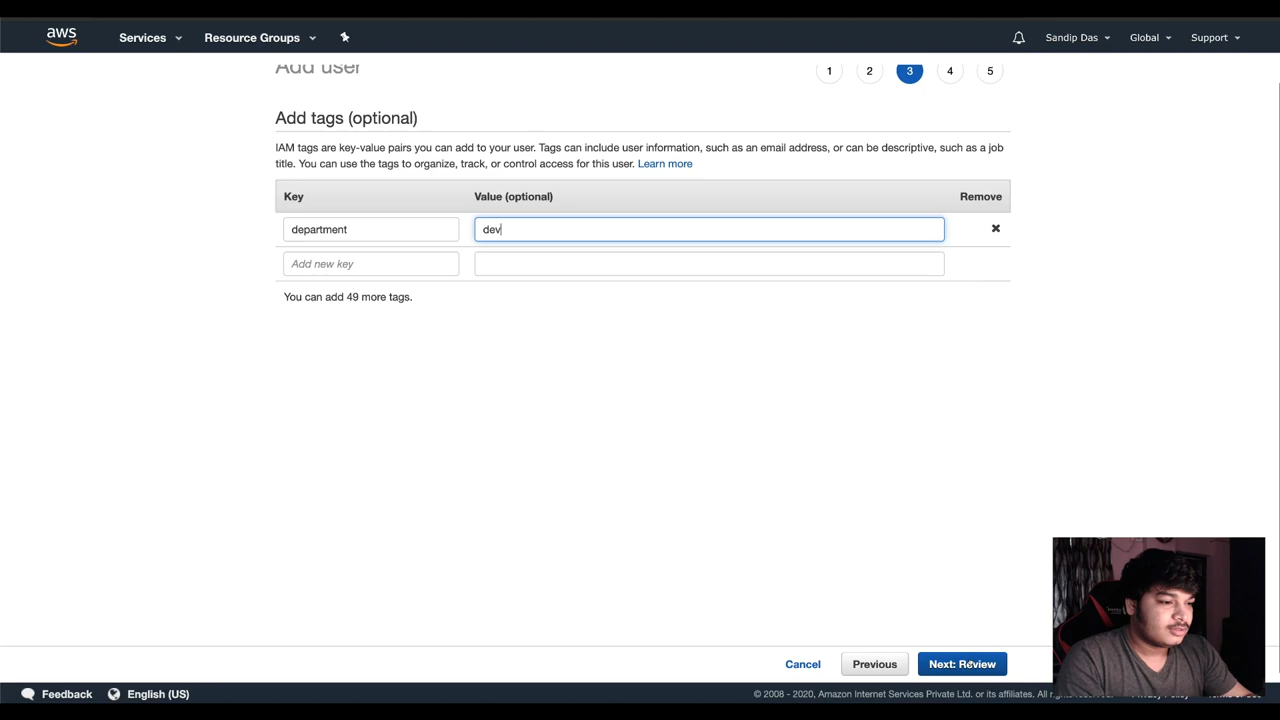 aws Services Resource Groups Sandip Das Global Support
Add user 1 2 3 4 5
Add tags (optional)
IAM tags are key-value pairs you can add to your user. Tags can include user information, such as an email address, or can be descriptive, such as a job
title. You can use the tags to organize, track, or control access for this user. Learn more
Key Value (optional) Remove
department dev
Add new key
You can add 49 more tags.
Cancel Previous Next: Review
Feedback English (US) © 2008 - 2020, Amazon Internet Services Private Ltd. or its affiliates. All rights reserved.